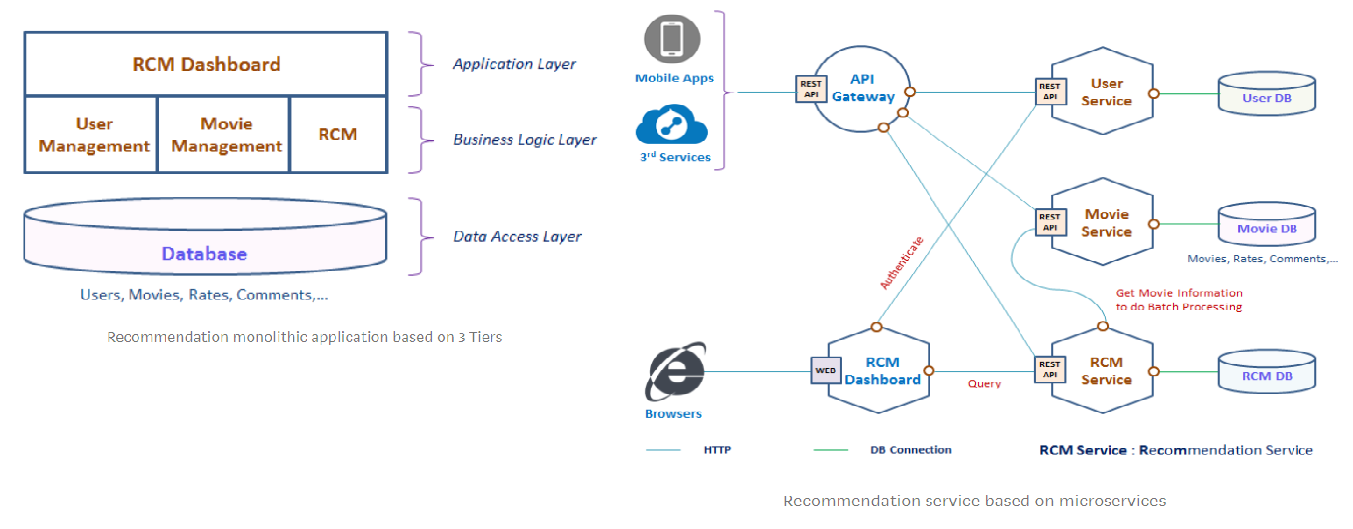 RCM Dashboard
Application Layer
User
Management
Movie
Management
RCM
Business Logic Layer
Database
Data Access Layer
Users, Movies, Rates, Comments,...
Recommendation monolithic application based on 3 Tiers
Mobile Apps
3rd Services
REST
API
API
Gateway
REST
API
User
Service
User DB
REST
API
Movie
Service
Movie DB
Movies, Rates, Comments,...
Authenticate
Get Movie Information
to do Batch Processing
Browsers
WEB
RCM
Dashboard
Query
REST
API
RCM
Service
RCM DB
HTTP
DB Connection
RCM Service : Recommendation Service
Recommendation service based on microservices